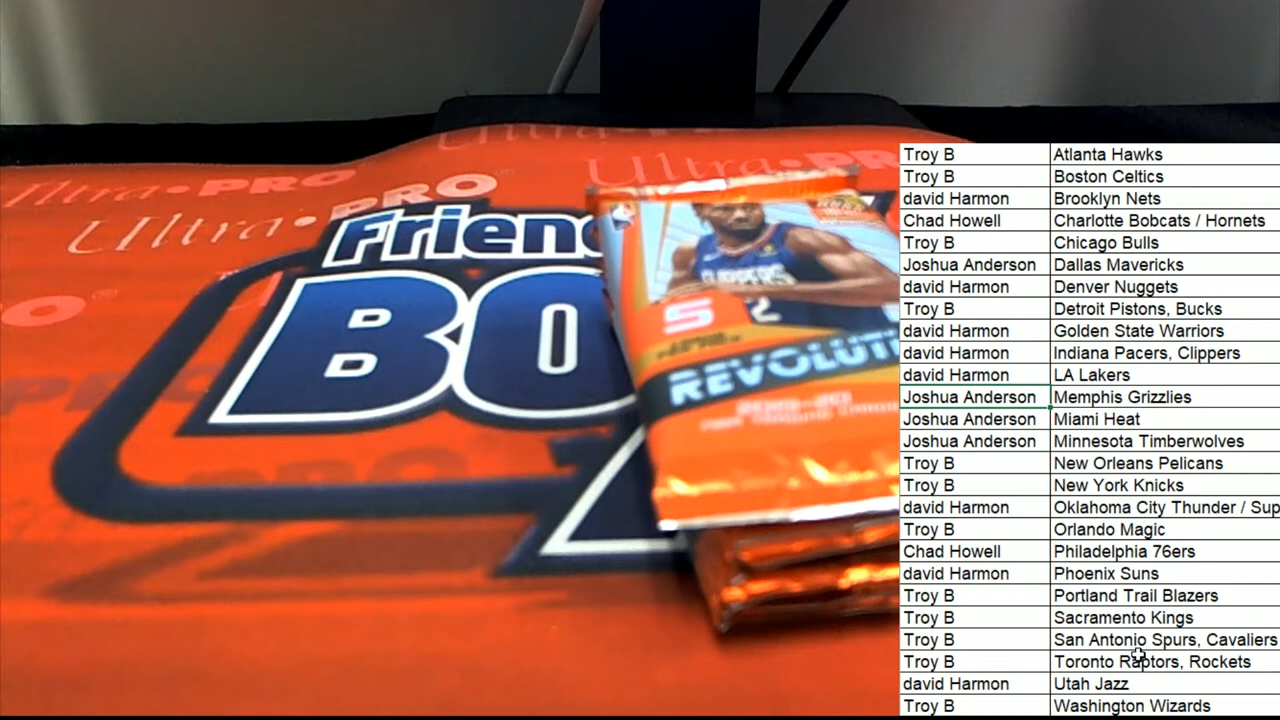 Ultra•PRO
PRO®
Ultra•PRO
Ultra•
Ultra•PRO
Friend
BO
CLIPPERS
2
5
REVOLUTI
2019-20
Troy B Atlanta Hawks
Troy B Boston Celtics
david Harmon Brooklyn Nets
Chad Howell Charlotte Bobcats / Hornets
Troy B Chicago Bulls
Joshua Anderson Dallas Mavericks
david Harmon Denver Nuggets
Troy B Detroit Pistons, Bucks
david Harmon Golden State Warriors
david Harmon Indiana Pacers, Clippers
david Harmon LA Lakers
Joshua Anderson Memphis Grizzlies
Joshua Anderson Miami Heat
Joshua Anderson Minnesota Timberwolves
Troy B New Orleans Pelicans
Troy B New York Knicks
david Harmon Oklahoma City Thunder / Sup
Troy B Orlando Magic
Chad Howell Philadelphia 76ers
david Harmon Phoenix Suns
Troy B Portland Trail Blazers
Troy B Sacramento Kings
Troy B San Antonio Spurs, Cavaliers
Troy B Toronto Raptors, Rockets
david Harmon Utah Jazz
Troy B Washington Wizards